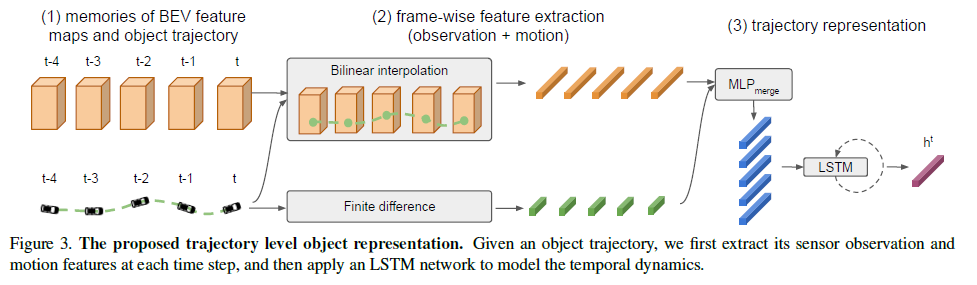 (1) memories of BEV feature
maps and object trajectory
(2) frame-wise feature extraction
(observation + motion)
(3) trajectory representation
t-4 t-3 t-2 t-1 t
Bilinear interpolation
MLPmerge
t-4 t-3 t-2 t-1 t
Finite difference
LSTM
hᵗ
Figure 3. The proposed trajectory level object representation. Given an object trajectory, we first extract its sensor observation and
motion features at each time step, and then apply an LSTM network to model the temporal dynamics.